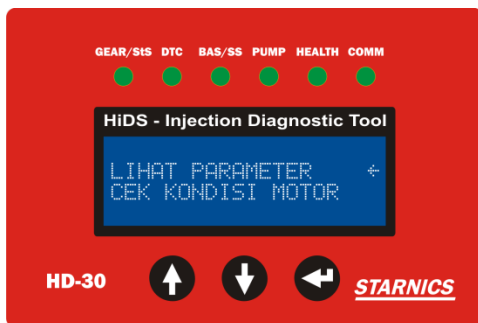 GEAR/StS DTC BAS/SS PUMP HEALTH COMM
HiDS - Injection Diagnostic Tool
LIHAT PARAMETER ←
CEK KONDISI MOTOR
HD-30
STARNICS